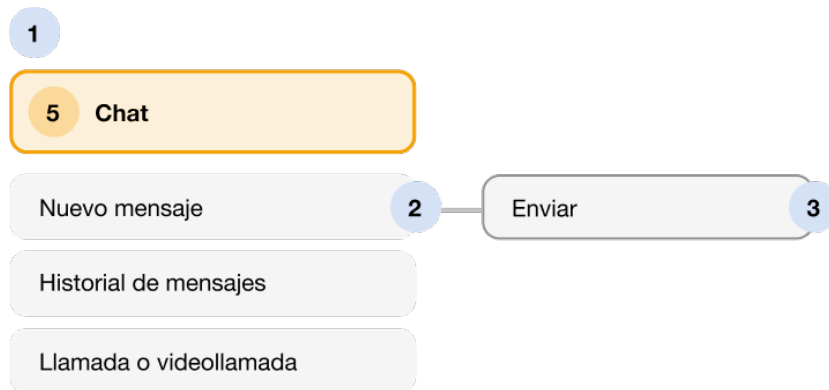 1
5 Chat
Nuevo mensaje 2 Enviar 3
Historial de mensajes
Llamada o videollamada